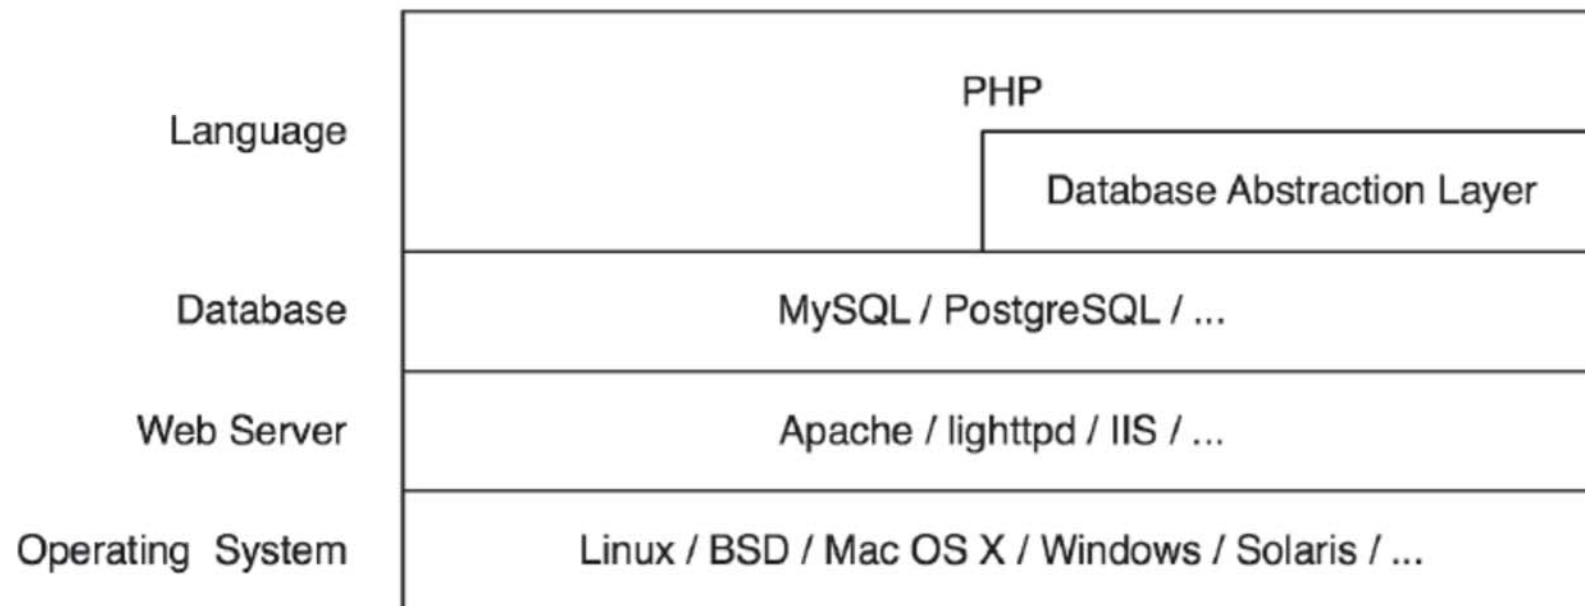 PHP
Language
Database Abstraction Layer
Database
MySQL / PostgreSQL / ...
Web Server
Apache / lighttpd / IIS / ...
Operating System
Linux / BSD / Mac OS X / Windows / Solaris / ...